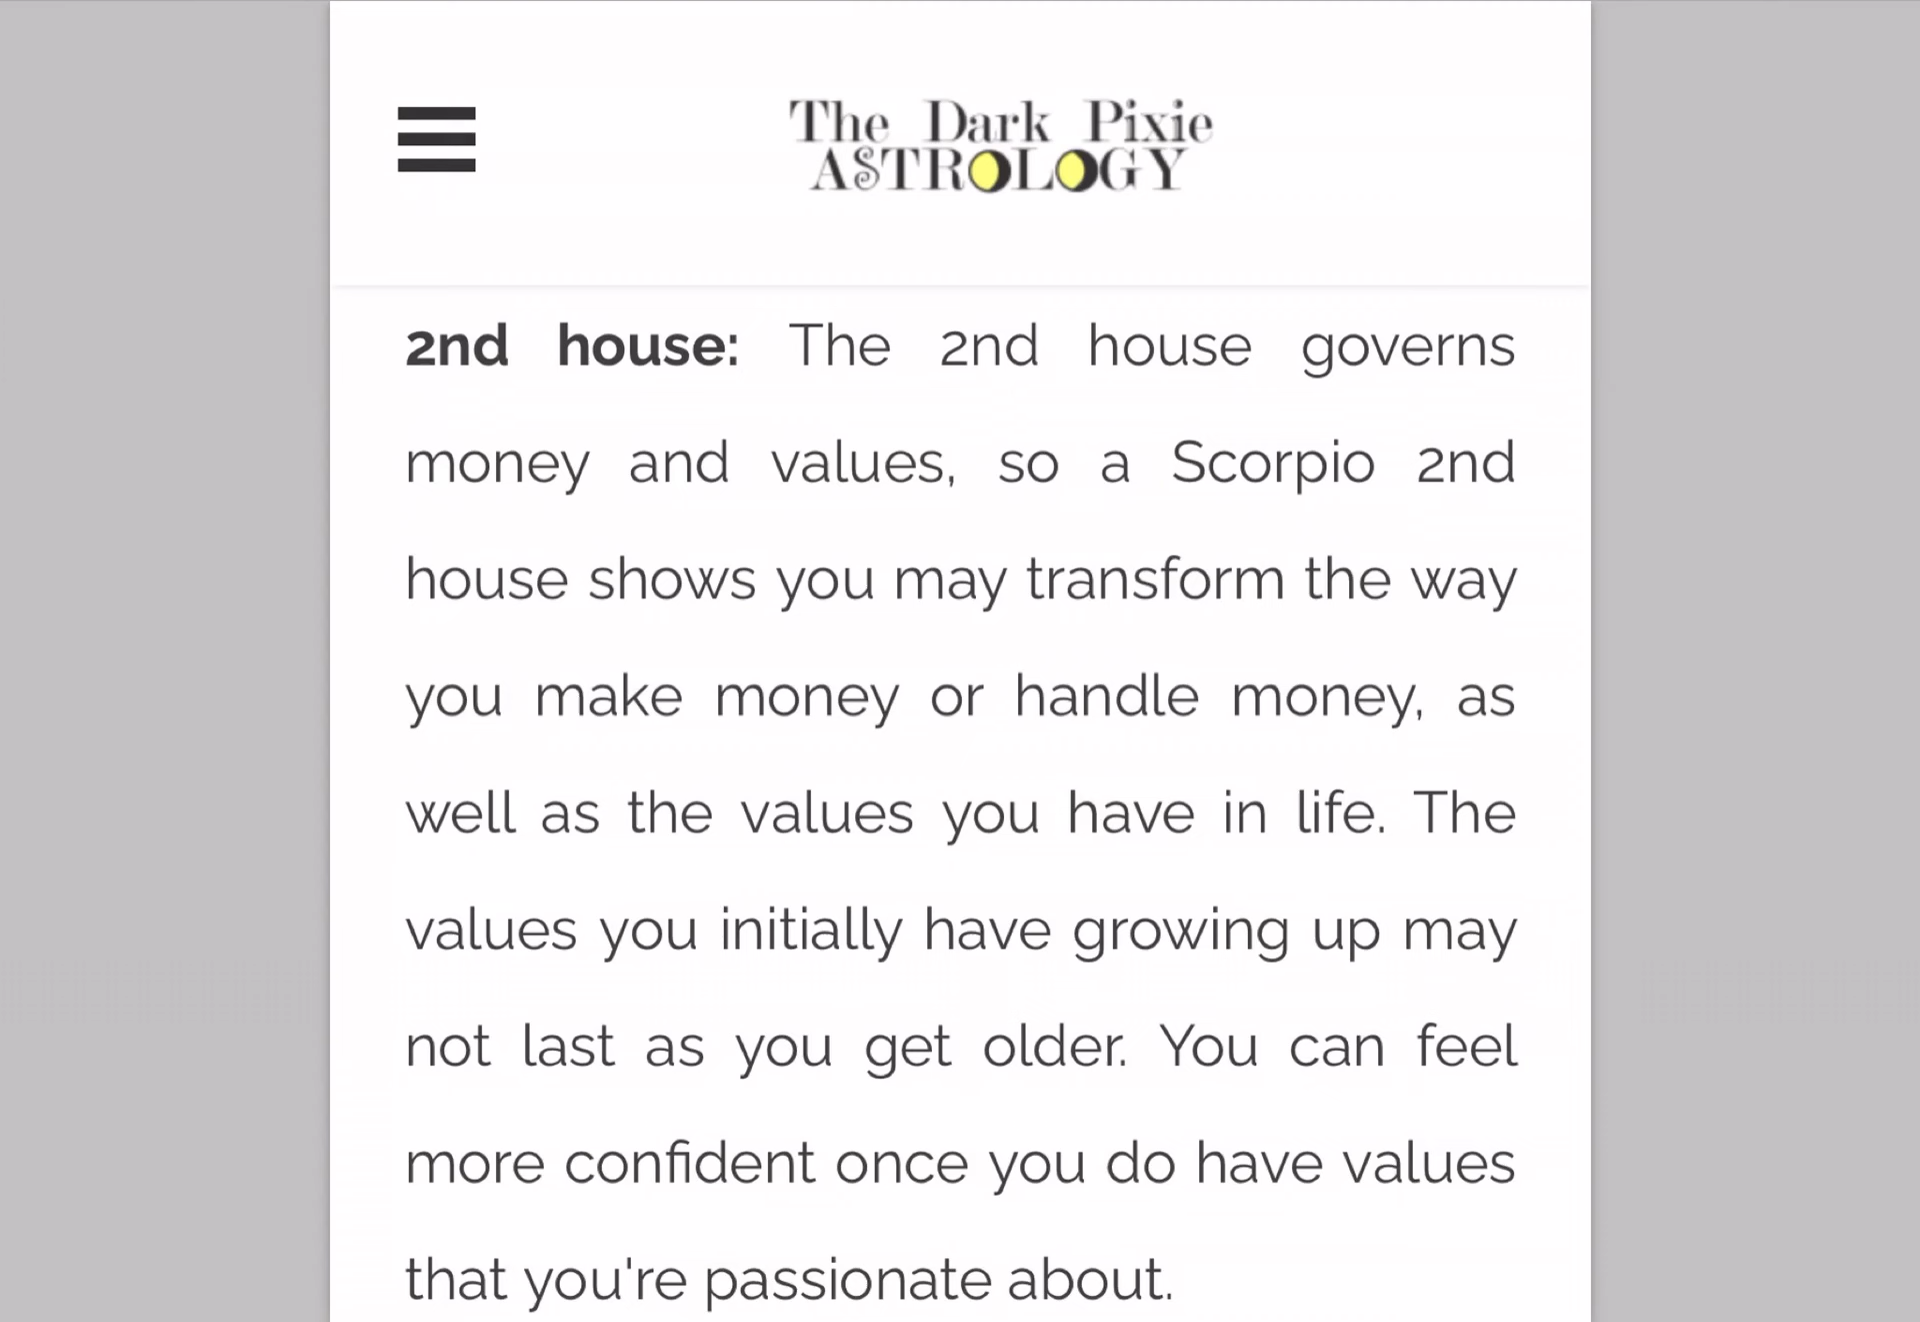 The Dark Pixie
ASTROLOGY
2nd house: The 2nd house governs
money and values, so a Scorpio 2nd
house shows you may transform the way
you make money or handle money, as
well as the values you have in life. The
values you initially have growing up may
not last as you get older. You can feel
more confident once you do have values
that you're passionate about.